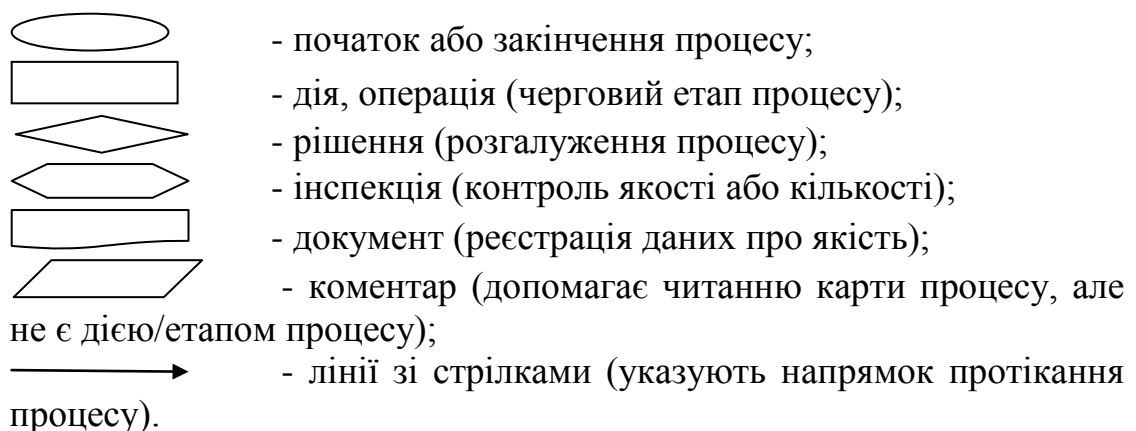 - початок або закінчення процесу;
- дія, операція (черговий етап процесу);
- рішення (розгалуження процесу);
- інспекція (контроль якості або кількості);
- документ (реєстрація даних про якість);
- коментар (допомагає читанню карти процесу, але
не є дією/етапом процесу);
- лінії зі стрілками (указують напрямок протікання
процесу).